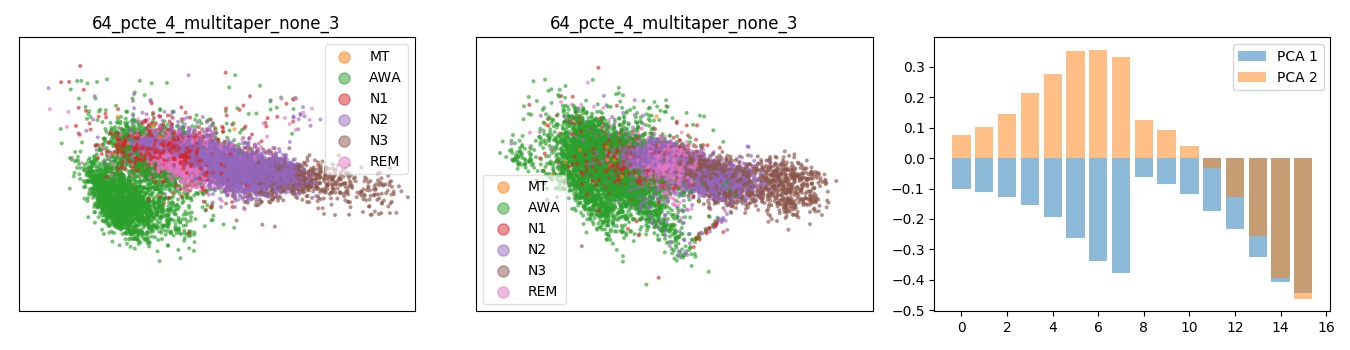 64_pcte_4_multitaper_none_3
MT
AWA
N1
N2
N3
REM
64_pcte_4_multitaper_none_3
MT
AWA
N1
N2
N3
REM
PCA 1
PCA 2
0.3
0.2
0.1
0.0
−0.1
−0.2
−0.3
−0.4
−0.5
0 2 4 6 8 10 12 14 16